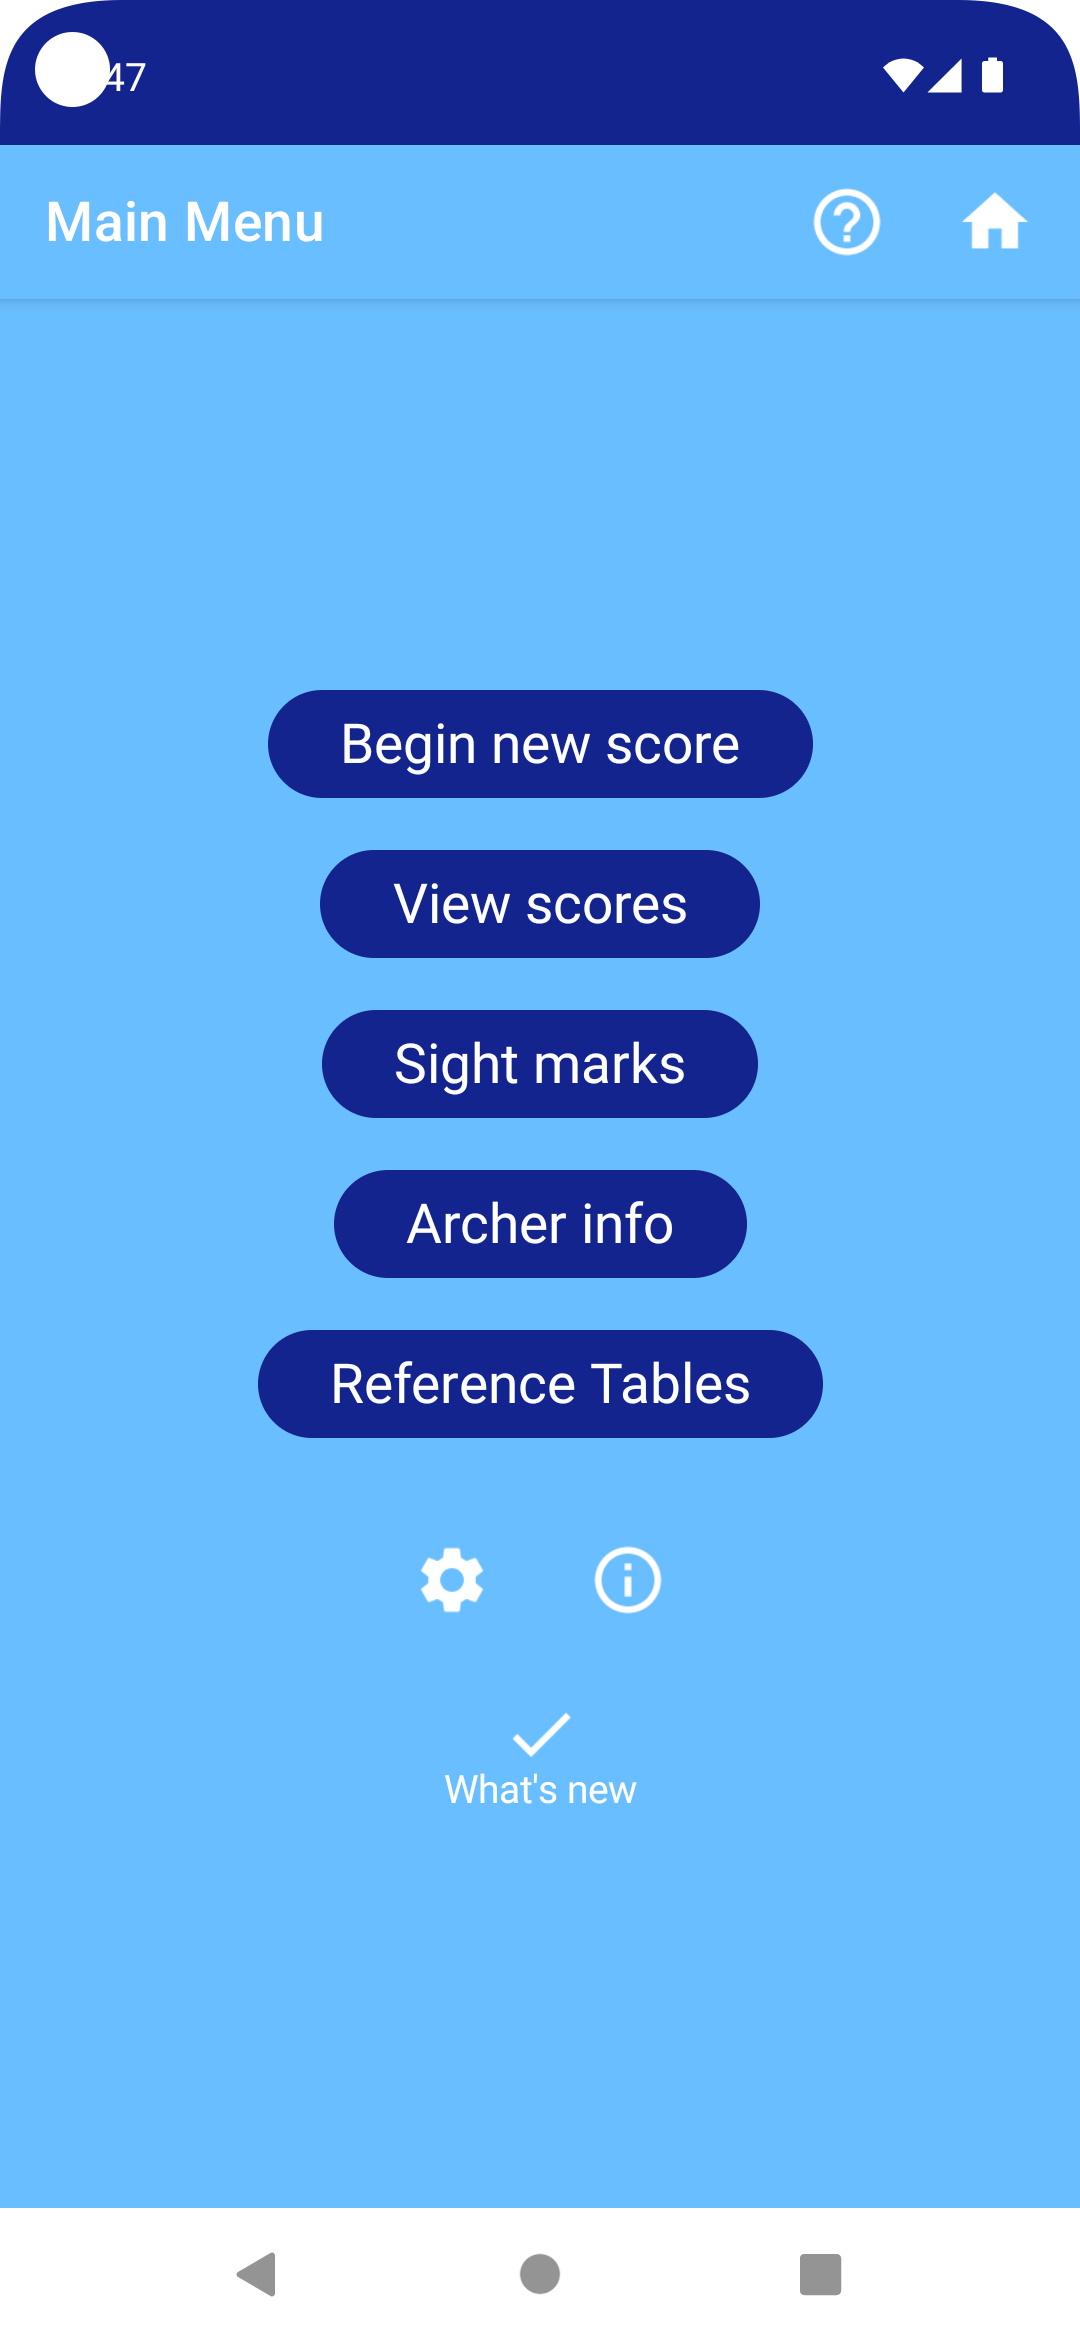 47
Main Menu
Begin new score
View scores
Sight marks
Archer info
Reference Tables
What's new